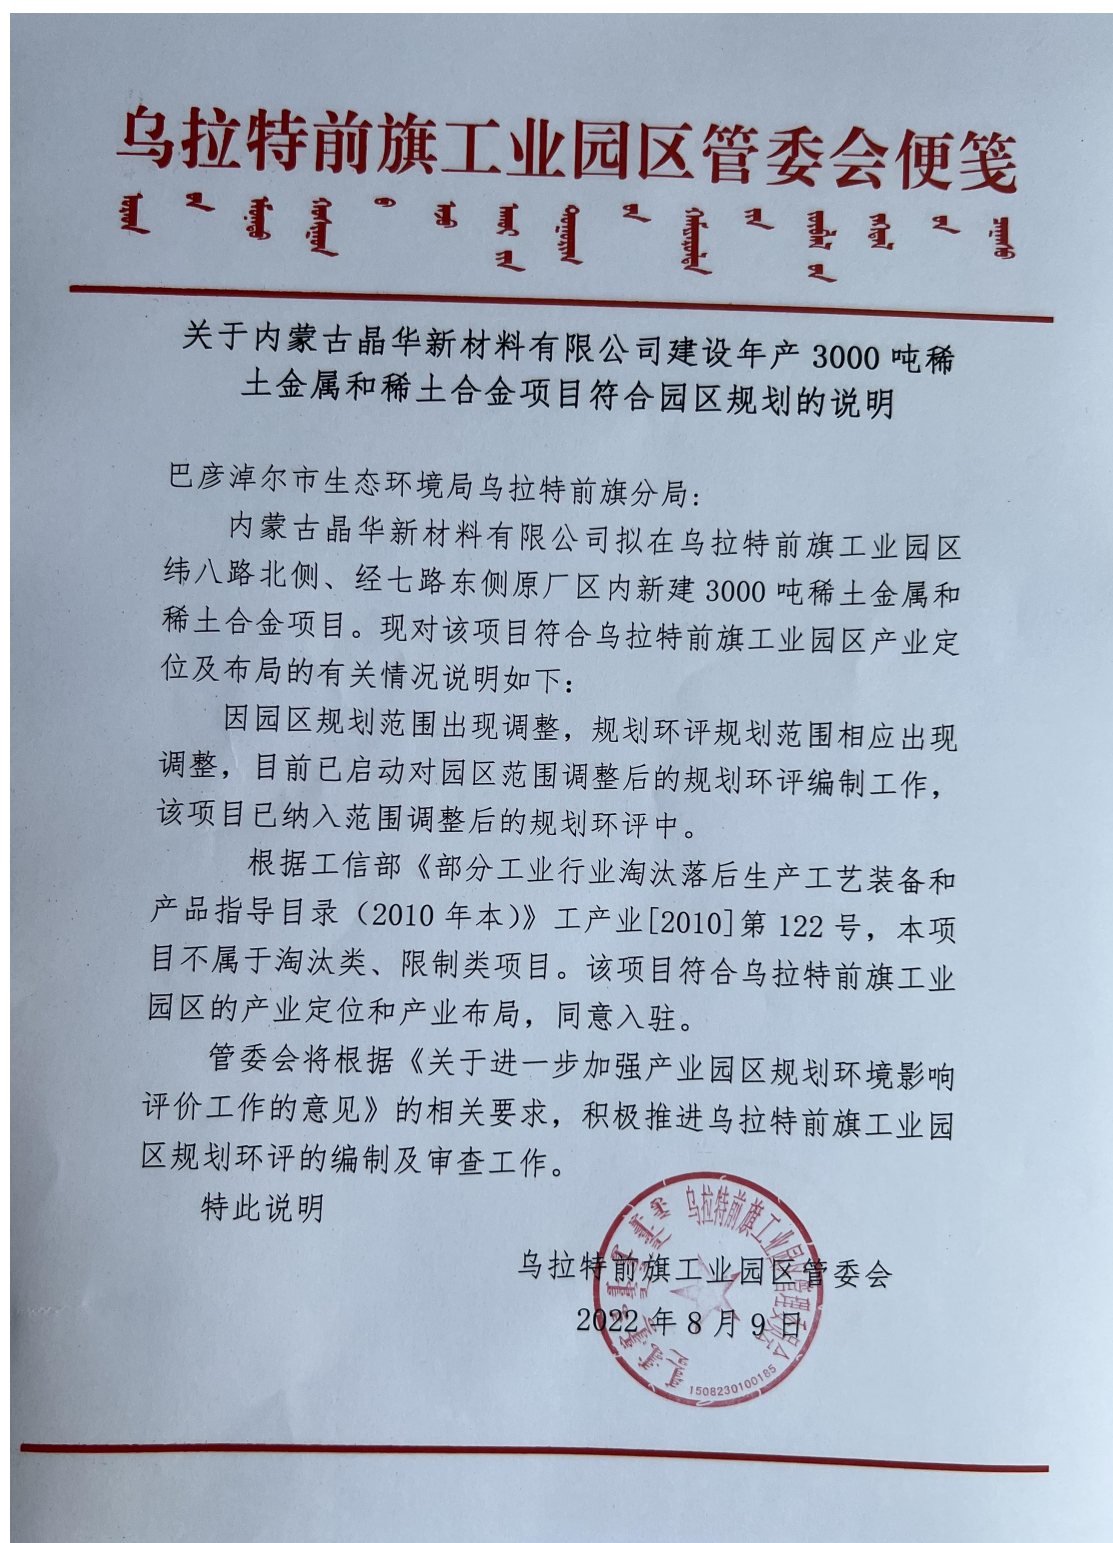 乌拉特前旗工业园区管委会便笺
关于内蒙古晶华新材料有限公司建设年产 3000 吨稀
土金属和稀土合金项目符合园区规划的说明
巴彦淖尔市生态环境局乌拉特前旗分局：
内蒙古晶华新材料有限公司拟在乌拉特前旗工业园区
纬八路北侧、经七路东侧原厂区内新建 3000 吨稀土金属和
稀土合金项目。现对该项目符合乌拉特前旗工业园区产业定
位及布局的有关情况说明如下：
因园区规划范围出现调整，规划环评规划范围相应出现
调整，目前已启动对园区范围调整后的规划环评编制工作，
该项目已纳入范围调整后的规划环评中。
根据工信部《部分工业行业淘汰落后生产工艺装备和
产品指导目录（2010 年本）》工产业[2010]第 122 号，本项
目不属于淘汰类、限制类项目。该项目符合乌拉特前旗工业
园区的产业定位和产业布局，同意入驻。
管委会将根据《关于进一步加强产业园区规划环境影响
评价工作的意见》的相关要求，积极推进乌拉特前旗工业园
区规划环评的编制及审查工作。
特此说明
乌拉特前旗工业园区管委会
2022 年 8 月 9 日
乌拉特前旗工业园区管理委员会
1508230100185